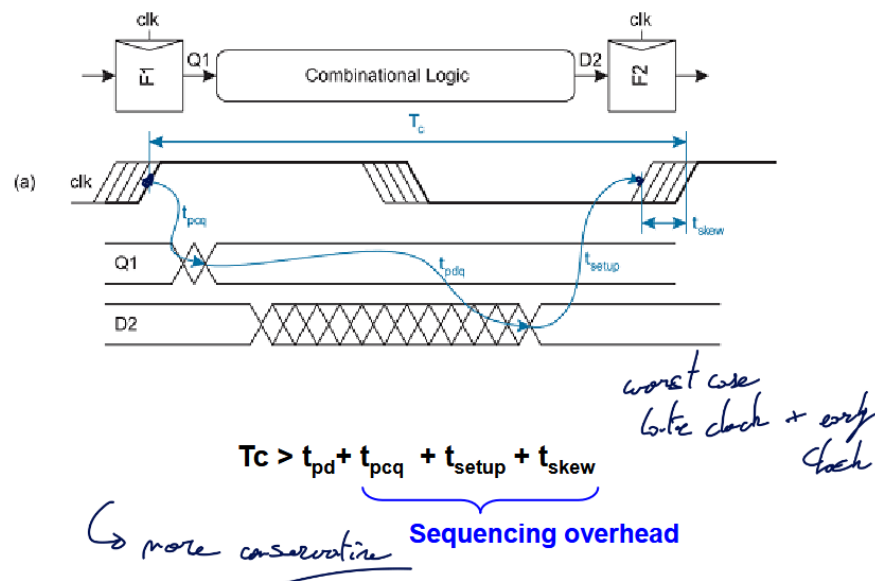 clk
clk
F1
Q1
Combinational Logic
D2
F2
Tc
(a)
clk
tpcq
tskew
Q1
tpdq
tsetup
D2
worst case
late clock + early
clock
Tc > tpd+ tpcq + tsetup + tskew
Sequencing overhead
↳ more conservative